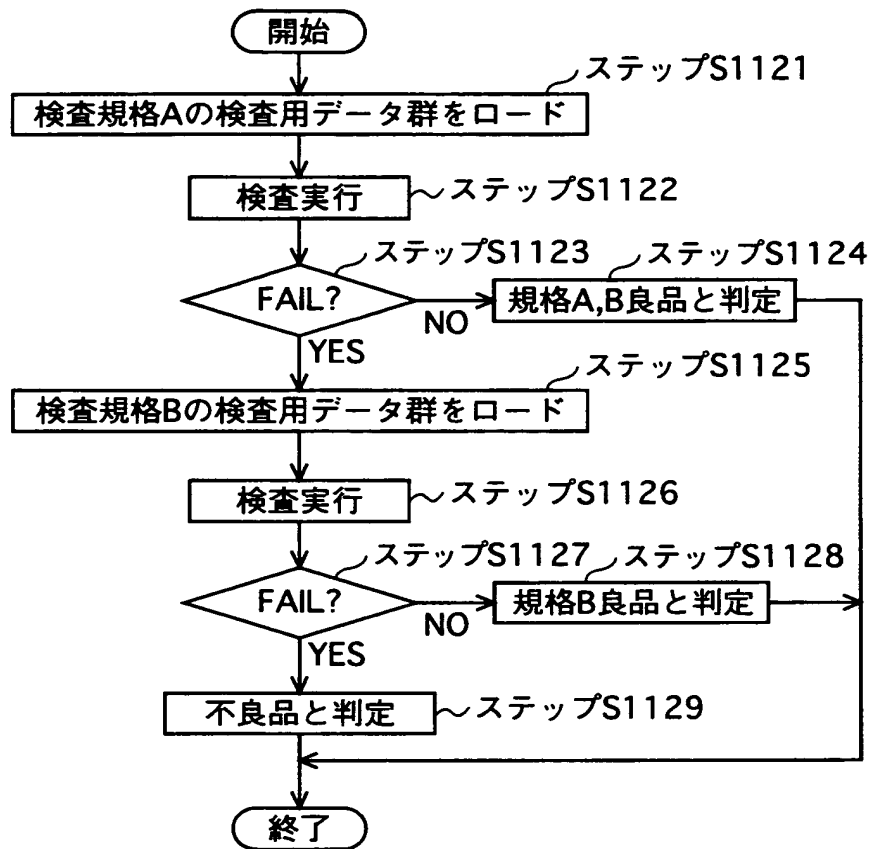 開始
ステップS1121
検査規格Aの検査用データ群をロード
検査実行
ステップS1122
ステップS1123
FAIL?
NO
YES
ステップS1124
規格A,B良品と判定
ステップS1125
検査規格Bの検査用データ群をロード
検査実行
ステップS1126
ステップS1127
FAIL?
NO
YES
ステップS1128
規格B良品と判定
不良品と判定
ステップS1129
終了